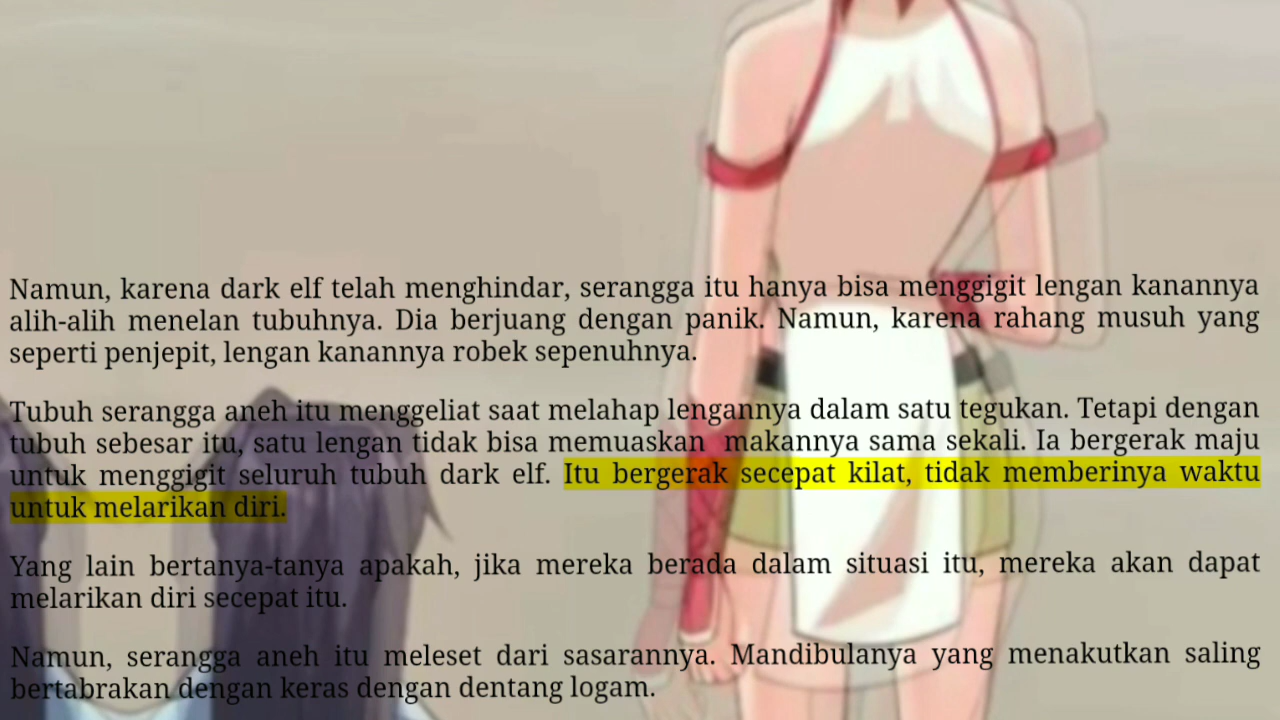 Namun, karena dark elf telah menghindar, serangga itu hanya bisa menggigit lengan kanannya
alih-alih menelan tubuhnya. Dia berjuang dengan panik. Namun, karena rahang musuh yang
seperti penjepit, lengan kanannya robek sepenuhnya.
Tubuh serangga aneh itu menggeliat saat melahap lengannya dalam satu tegukan. Tetapi dengan
tubuh sebesar itu, satu lengan tidak bisa memuaskan makannya sama sekali. Ia bergerak maju
untuk menggigit seluruh tubuh dark elf. Itu bergerak secepat kilat, tidak memberinya waktu
untuk melarikan diri.
Yang lain bertanya-tanya apakah, jika mereka berada dalam situasi itu, mereka akan dapat
melarikan diri secepat itu.
Namun, serangga aneh itu meleset dari sasarannya. Mandibulanya yang menakutkan saling
bertabrakan dengan keras dengan dentang logam.